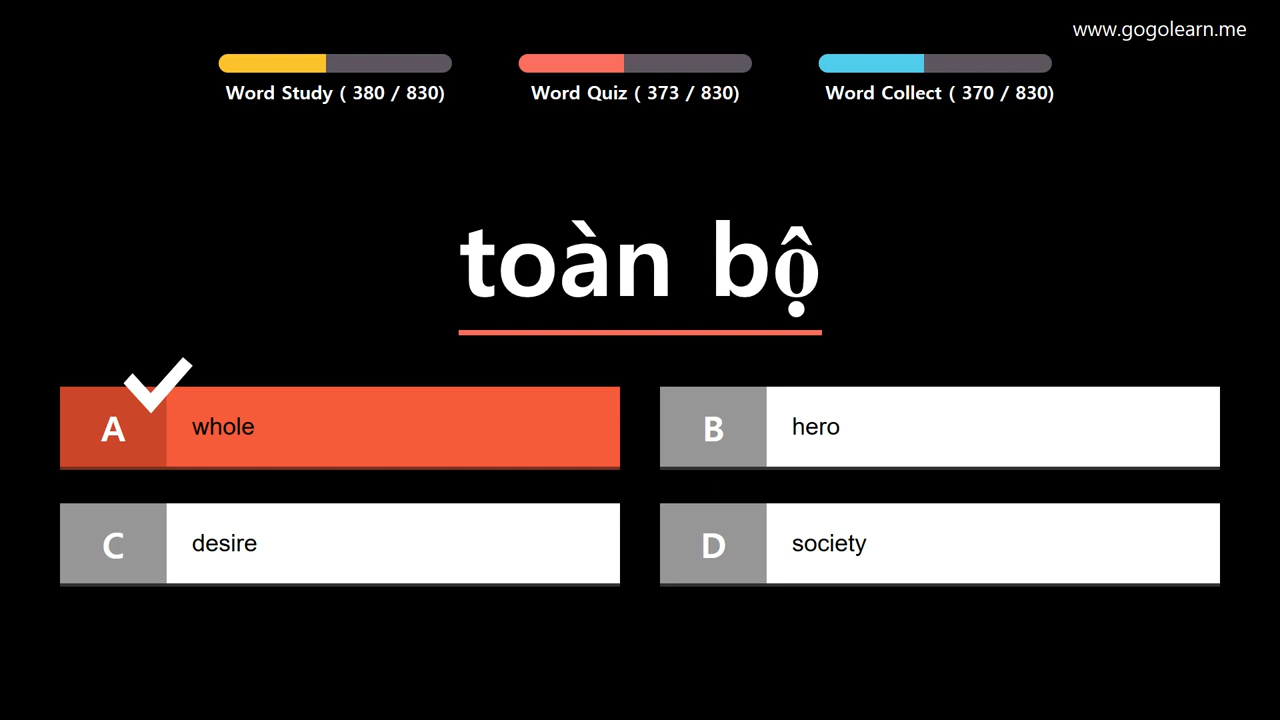 www.gogolearn.me
Word Study ( 380 / 830)
Word Quiz ( 373 / 830)
Word Collect ( 370 / 830)
toàn bộ
A whole
B hero
C desire
D society